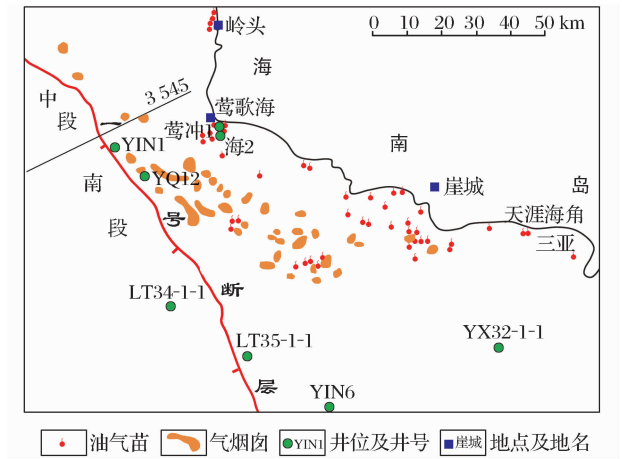 岭头
0 10 20 30 40 50 km
海
3 545
中
段
莺歌海
莺冲1
海2
南
一
YIN1
YQ12
南
崖城
岛
段
号
天涯海角
三亚
LT34-1-1
断
LT35-1-1
YX32-1-1
层
YIN6
油气苗
气烟囱
YIN1 井位及井号
崖城 地点及地名